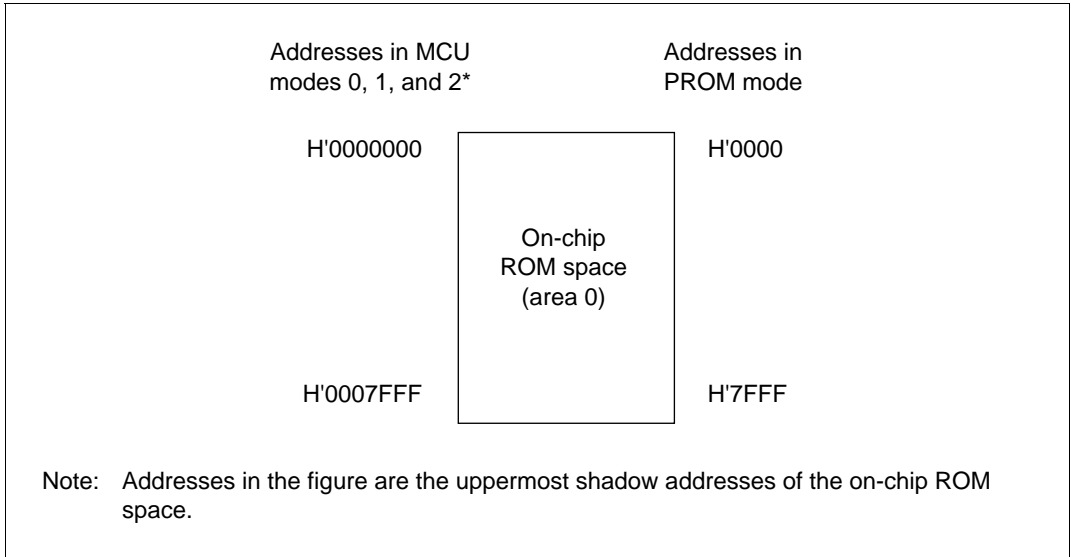 Addresses in MCU
modes 0, 1, and 2*
Addresses in
PROM mode
H'0000000
H'0000
On-chip
ROM space
(area 0)
H'0007FFF
H'7FFF
Note: Addresses in the figure are the uppermost shadow addresses of the on-chip ROM
space.